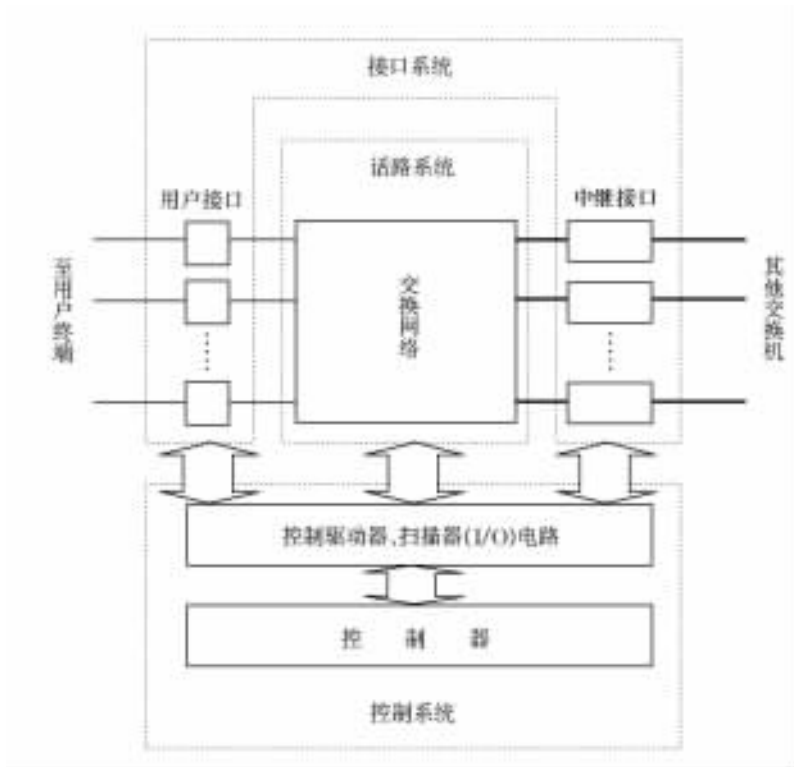 接口系统
话路系统
用户接口
中继接口
至用户终端
交换网络
其他交换机
控制驱动器、扫描器(I/O)电路
控 制 器
控制系统